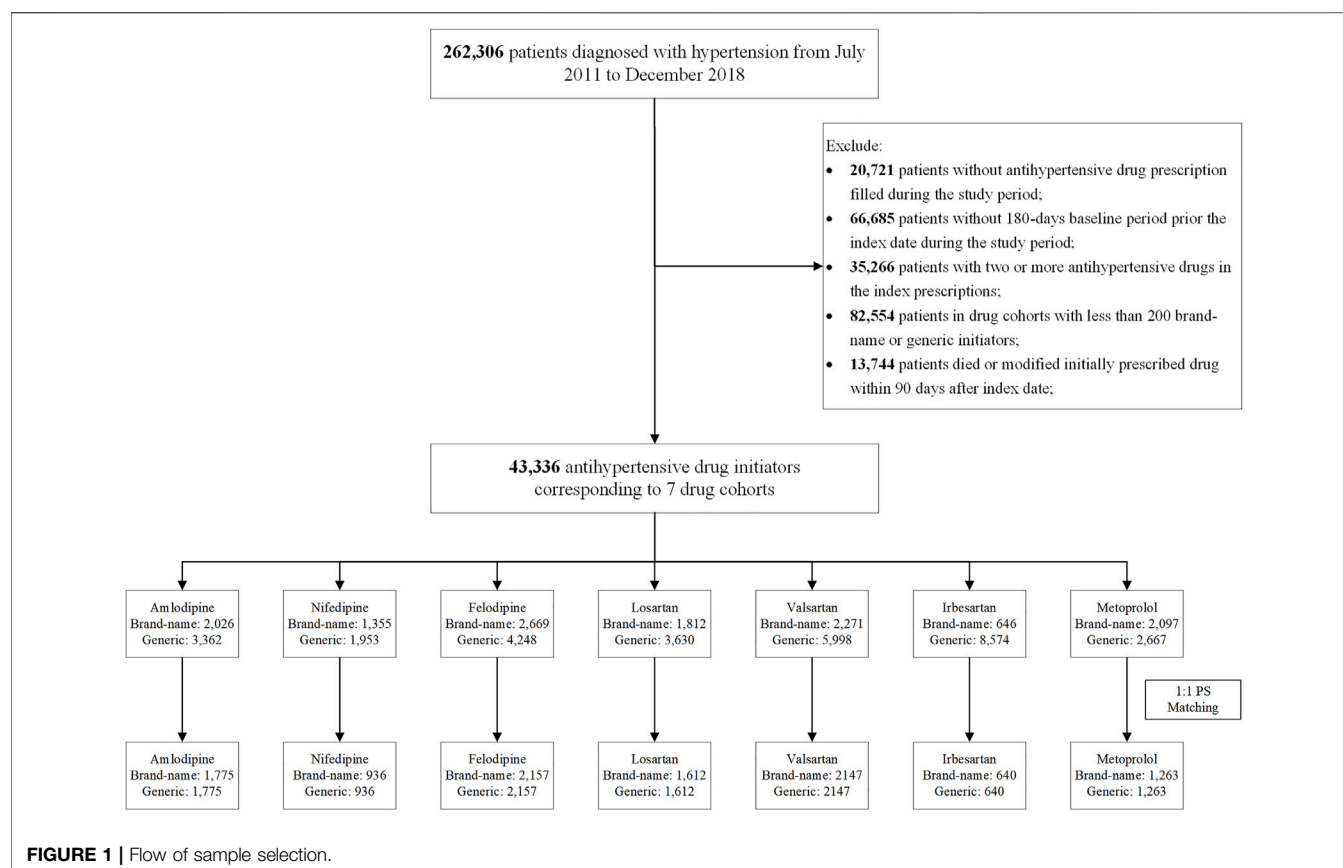 262,306 patients diagnosed with hypertension from July
2011 to December 2018
Exclude:
• 20,721 patients without antihypertensive drug prescription
filled during the study period;
• 66,685 patients without 180-days baseline period prior the
index date during the study period;
• 35,266 patients with two or more antihypertensive drugs in
the index prescriptions;
• 82,554 patients in drug cohorts with less than 200 brand-
name or generic initiators;
• 13,744 patients died or modified initially prescribed drug
within 90 days after index date;
43,336 antihypertensive drug initiators
corresponding to 7 drug cohorts
Amlodipine
Brand-name: 2,026
Generic: 3,362
Nifedipine
Brand-name: 1,355
Generic: 1,953
Felodipine
Brand-name: 2,669
Generic: 4,248
Losartan
Brand-name: 1,812
Generic: 3,630
Valsartan
Brand-name: 2,271
Generic: 5,998
Irbesartan
Brand-name: 646
Generic: 8,574
Metoprolol
Brand-name: 2,097
Generic: 2,667
1:1 PS
Matching
Amlodipine
Brand-name: 1,775
Generic: 1,775
Nifedipine
Brand-name: 936
Generic: 936
Felodipine
Brand-name: 2,157
Generic: 2,157
Losartan
Brand-name: 1,612
Generic: 1,612
Valsartan
Brand-name: 2147
Generic: 2147
Irbesartan
Brand-name: 640
Generic: 640
Metoprolol
Brand-name: 1,263
Generic: 1,263
FIGURE 1 | Flow of sample selection.